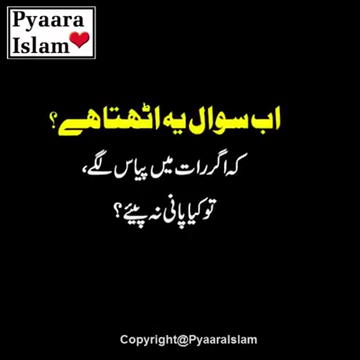 Pyaara
Islam
اب سوال یہ اٹھتا ہے؟
کہ اگر رات میں پیاس لگے،
تو کیا پانی نہ پیئے؟
Copyright@PyaaraIslam